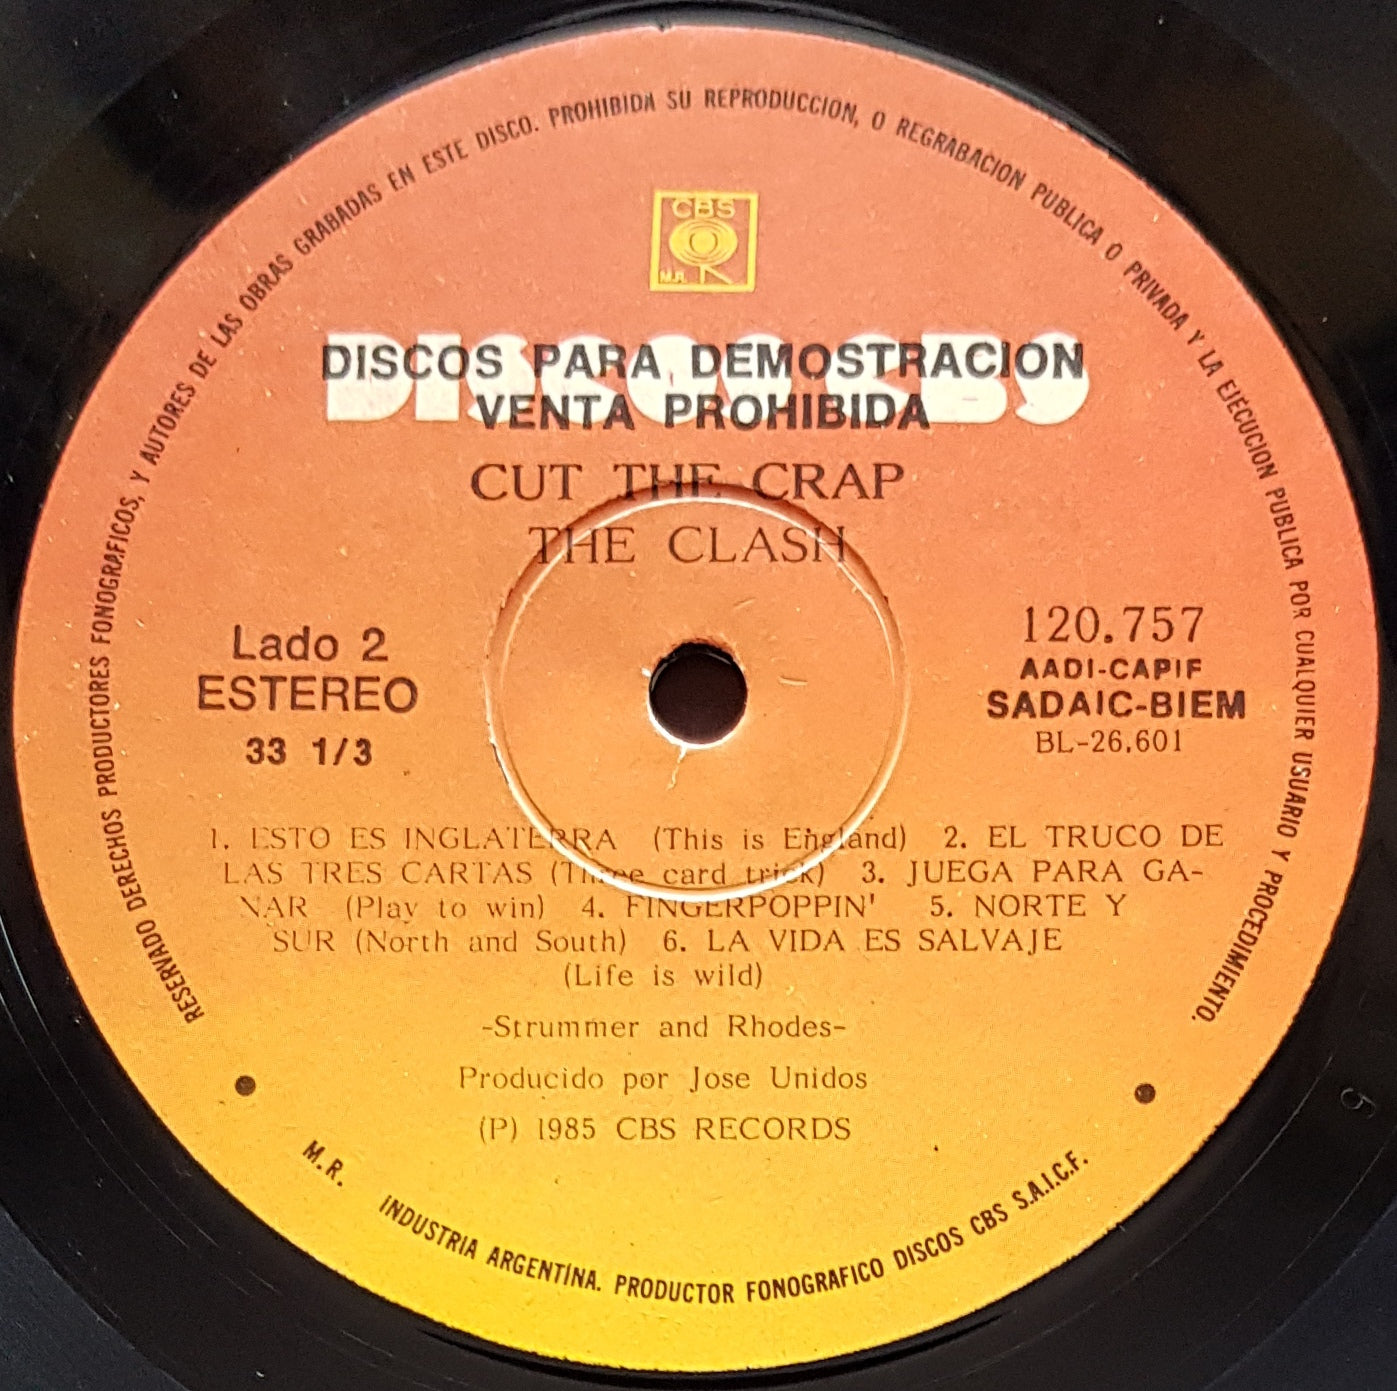 RESERVADO DERECHOS PRODUCTORES FONOGRAFICOS, Y AUTORES DE LAS OBRAS GRABADAS EN ESTE DISCO. PROHIBIDA SU REPRODUCCION, O REGRABACION PUBLICA O PRIVADA Y LA EJECUCION PUBLICA POR CUALQUIER USUARIO Y PROCEDIMIENTO.
CBS
M.R.
DISCOS CBS
DISCOS PARA DEMOSTRACION
VENTA PROHIBIDA
CUT THE CRAP
THE CLASH
Lado 2
ESTEREO
33 1/3
120.757
AADI-CAPIF
SADAIC-BIEM
BL-26.601
1. ESTO ES INGLATERRA (This is England) 2. EL TRUCO DE
LAS TRES CARTAS (Three card trick) 3. JUEGA PARA GA-
NAR (Play to win) 4. FINGERPOPPIN' 5. NORTE Y
SUR (North and South) 6. LA VIDA ES SALVAJE
(Life is wild)
-Strummer and Rhodes-
Producido por Jose Unidos
(P) 1985 CBS RECORDS
M.R. INDUSTRIA ARGENTINA. PRODUCTOR FONOGRAFICO DISCOS CBS S.A.I.C.F.